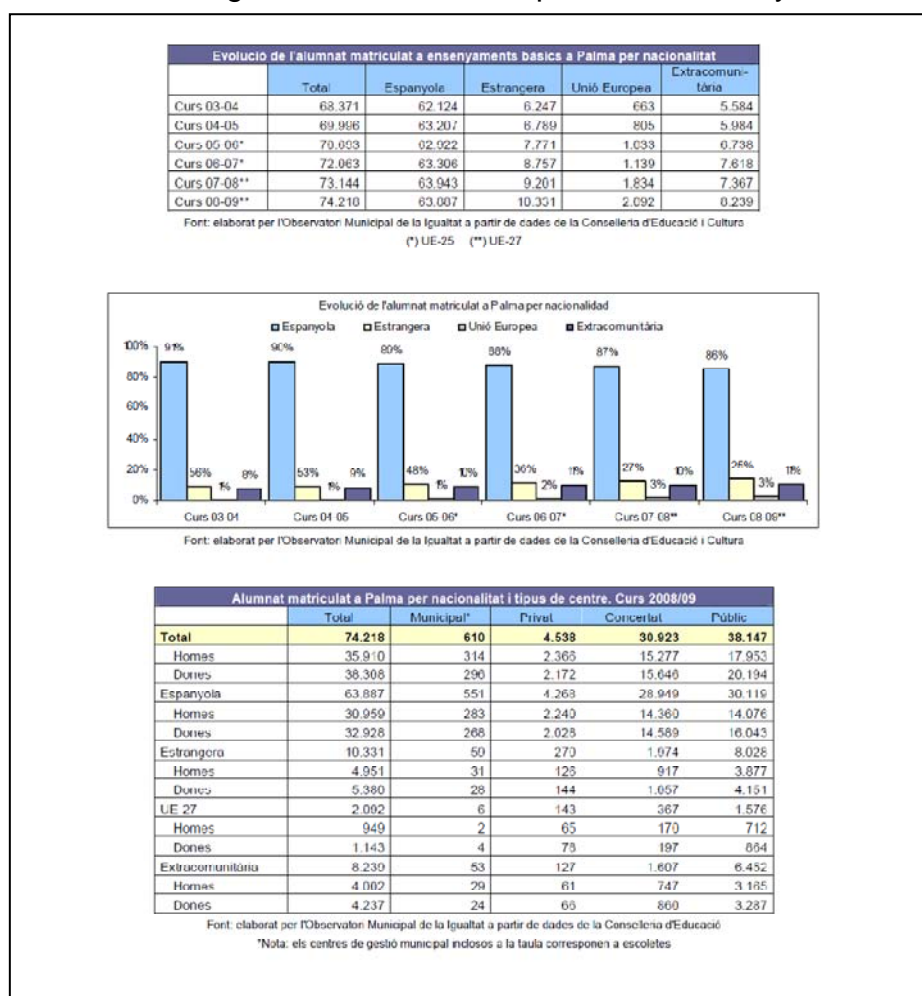 Evolució de l'alumnat matriculat a ensenyaments bàsics a Palma per nacionalitat
Total Espanyola Estrangera Unió Europea Extracomuni-tària
Curs 03-04 68.371 62.124 6.247 663 5.584
Curs 04-05 69.996 63.207 6.789 805 5.984
Curs 05-06* 70.693 62.922 7.771 1.033 6.738
Curs 06-07* 72.063 63.306 8.757 1.139 7.618
Curs 07-08** 73.144 63.943 9.201 1.834 7.367
Curs 08-09** 74.218 63.887 10.331 2.092 8.239
Font: elaborat per l'Observatori Municipal de la Igualtat a partir de dades de la Conselleria d'Educació i Cultura
(*) UE-25 (**) UE-27
Evolució de l'alumnat matriculat a Palma per nacionalidad
Espanyola Estrangera Unió Europea Extracomunitària
100% 80% 60% 40% 20% 0%
91% 56% 1% 8%
90% 53% 1% 9%
89% 48% 1% 10%
88% 36% 2% 11%
87% 27% 3% 10%
86% 26% 3% 11%
Curs 03-04 Curs 04-05 Curs 05-06* Curs 06-07* Curs 07-08** Curs 08-09**
Font: elaborat per l'Observatori Municipal de la Igualtat a partir de dades de la Conselleria d'Educació i Cultura
Alumnat matriculat a Palma per nacionalitat i tipus de centre. Curs 2008/09
Total Municipal* Privat Concertat Públic
Total 74.218 610 4.538 30.923 38.147
Homes 35.910 314 2.366 15.277 17.953
Dones 38.308 296 2.172 15.646 20.194
Espanyola 63.887 551 4.268 28.949 30.119
Homes 30.959 283 2.240 14.360 14.076
Dones 32.928 268 2.028 14.589 16.043
Estrangera 10.331 59 270 1.974 8.028
Homes 4.951 31 126 917 3.877
Dones 5.380 28 144 1.057 4.151
UE 27 2.092 6 143 367 1.576
Homes 949 2 65 170 712
Dones 1.143 4 78 197 864
Extracomunitària 8.239 53 127 1.607 6.452
Homes 4.002 29 61 747 3.165
Dones 4.237 24 66 860 3.287
Font: elaborat per l'Observatori Municipal de la Igualtat a partir de dades de la Conselleria d'Educació
*Nota: els centres de gestió municipal inclosos a la taula corresponen a escoletes